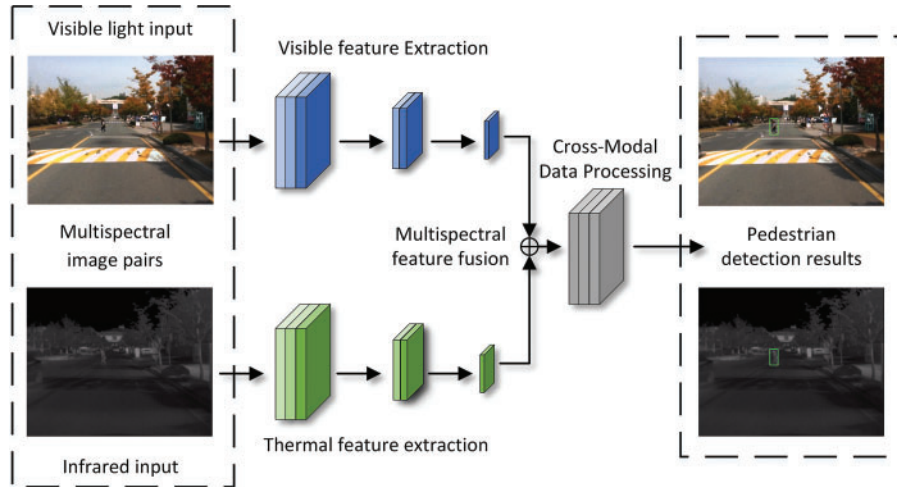 Visible light input
Visible feature Extraction
Cross-Modal
Data Processing
Multispectral
image pairs
Multispectral
feature fusion
Pedestrian
detection results
Thermal feature extraction
Infrared input